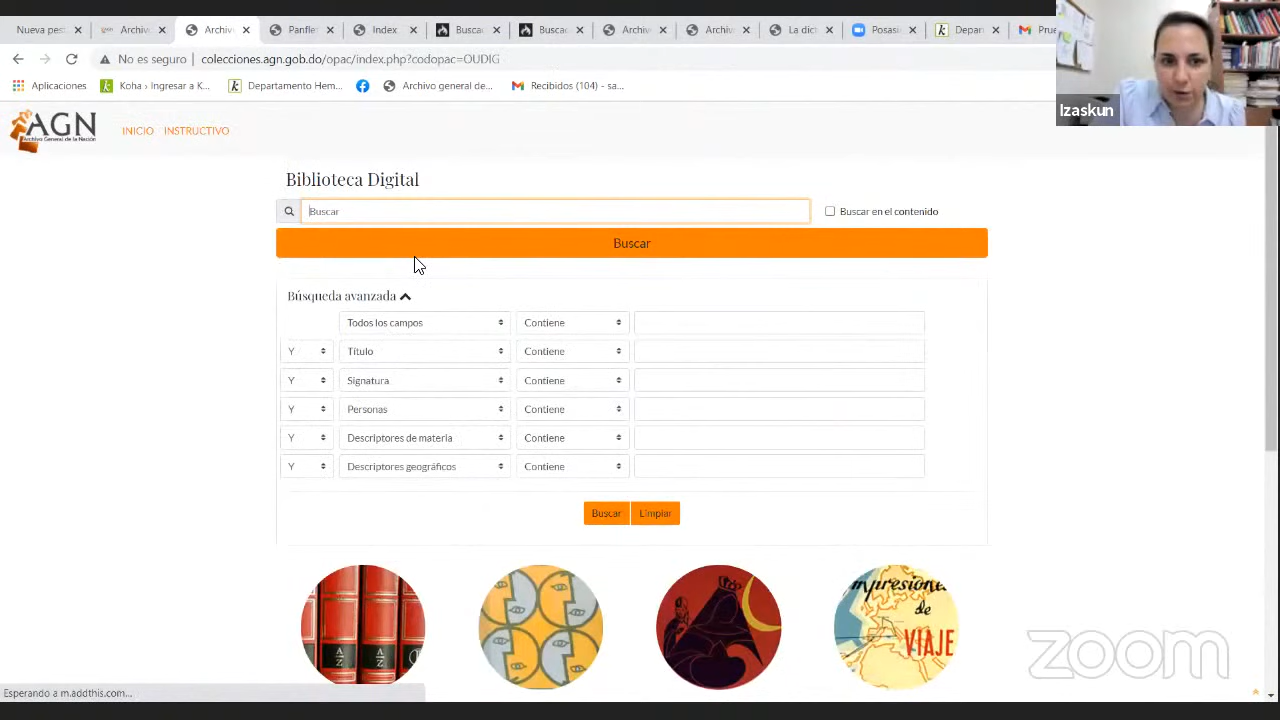 Nueva pes
Archiv
Archiv
Panfle
Index
Busca
Busca
Archiv
Archiv
La dict
Posasi
Depar
Prue
No es seguro
colecciones.agn.gob.do/opac/index.php?codopac=OUDIG
Aplicaciones
Koha › Ingresar a K...
Departamento Hem...
Archivo general de...
Recibidos (104) - sa...
Izaskun
AGN
Archivo General de la Nación
INICIO
INSTRUCTIVO
Biblioteca Digital
Buscar
Buscar en el contenido
Buscar
Búsqueda avanzada
Todos los campos
Contiene
Y
Título
Contiene
Y
Signatura
Contiene
Y
Personas
Contiene
Y
Descriptores de materia
Contiene
Y
Descriptores geográficos
Contiene
Buscar
Limpiar
A Z
A Z
impresiones
de
VIAJE
zoom
Esperando a m.addthis.com...